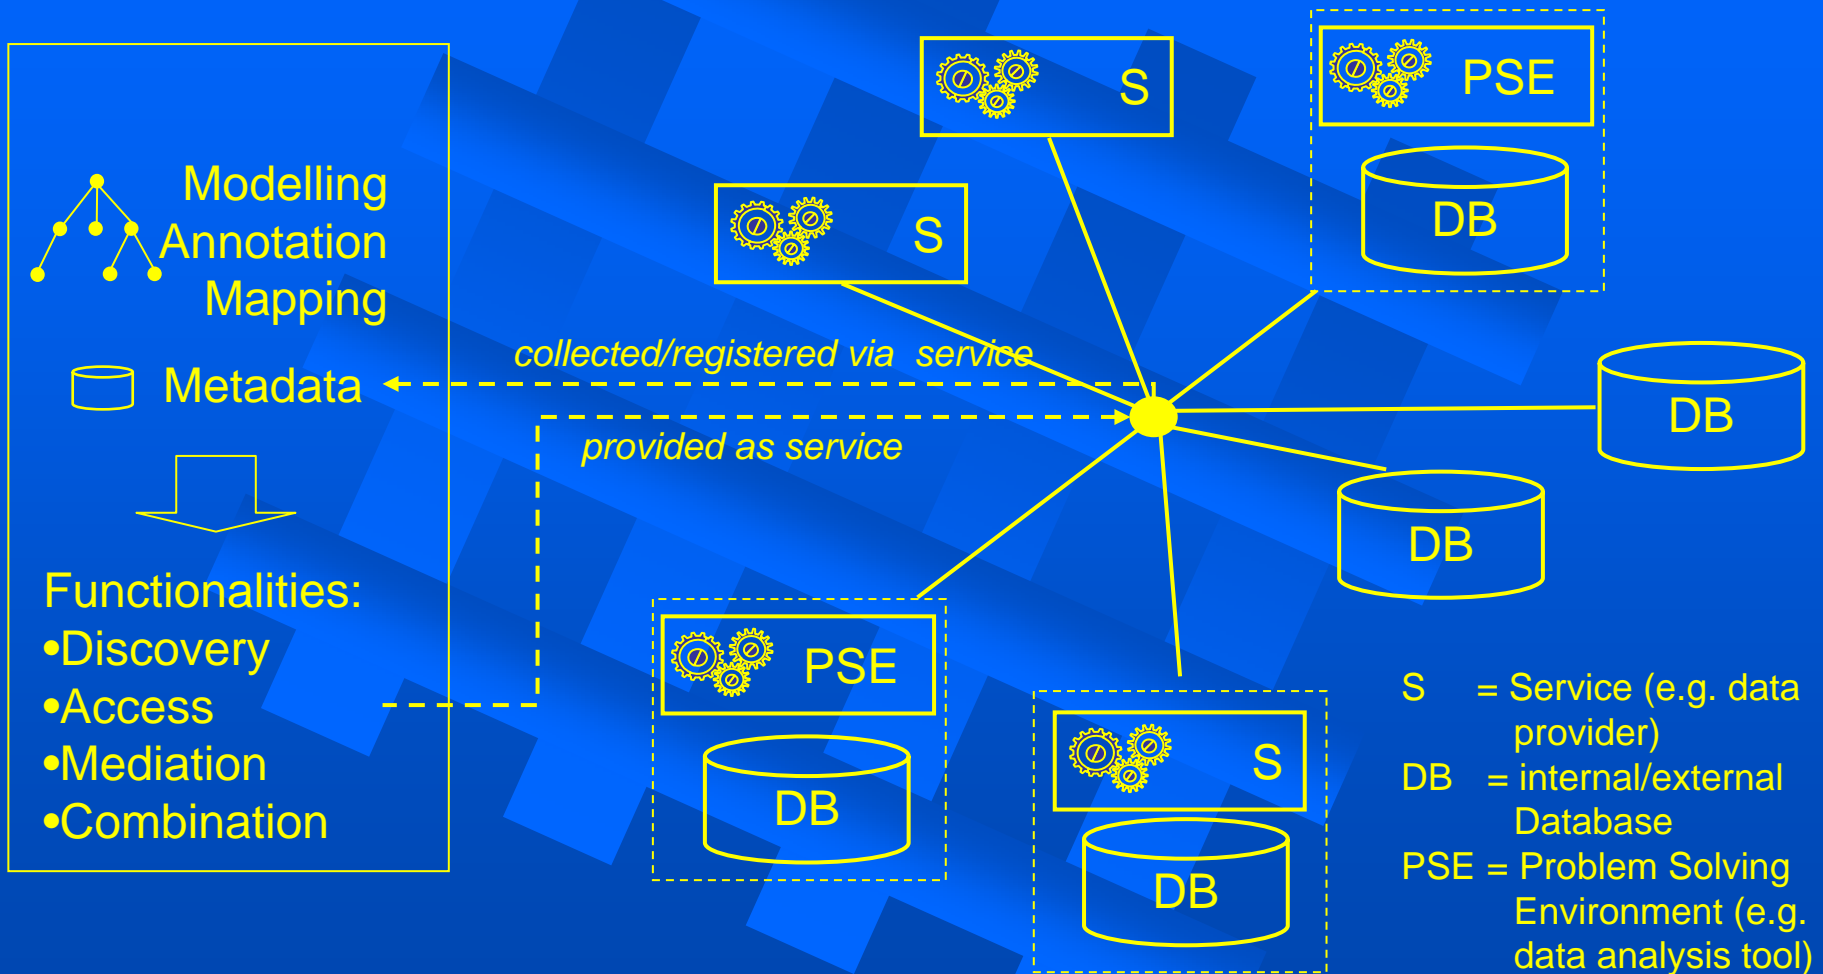 Modelling
Annotation
Mapping
Metadata
Functionalities:
•Discovery
•Access
•Mediation
•Combination
collected/registered via  service
provided as service
S
S
PSE
DB
DB
DB
PSE
DB
S
DB
S = Service (e.g. data
provider)
DB = internal/external
Database
PSE = Problem Solving
Environment (e.g.
data analysis tool)